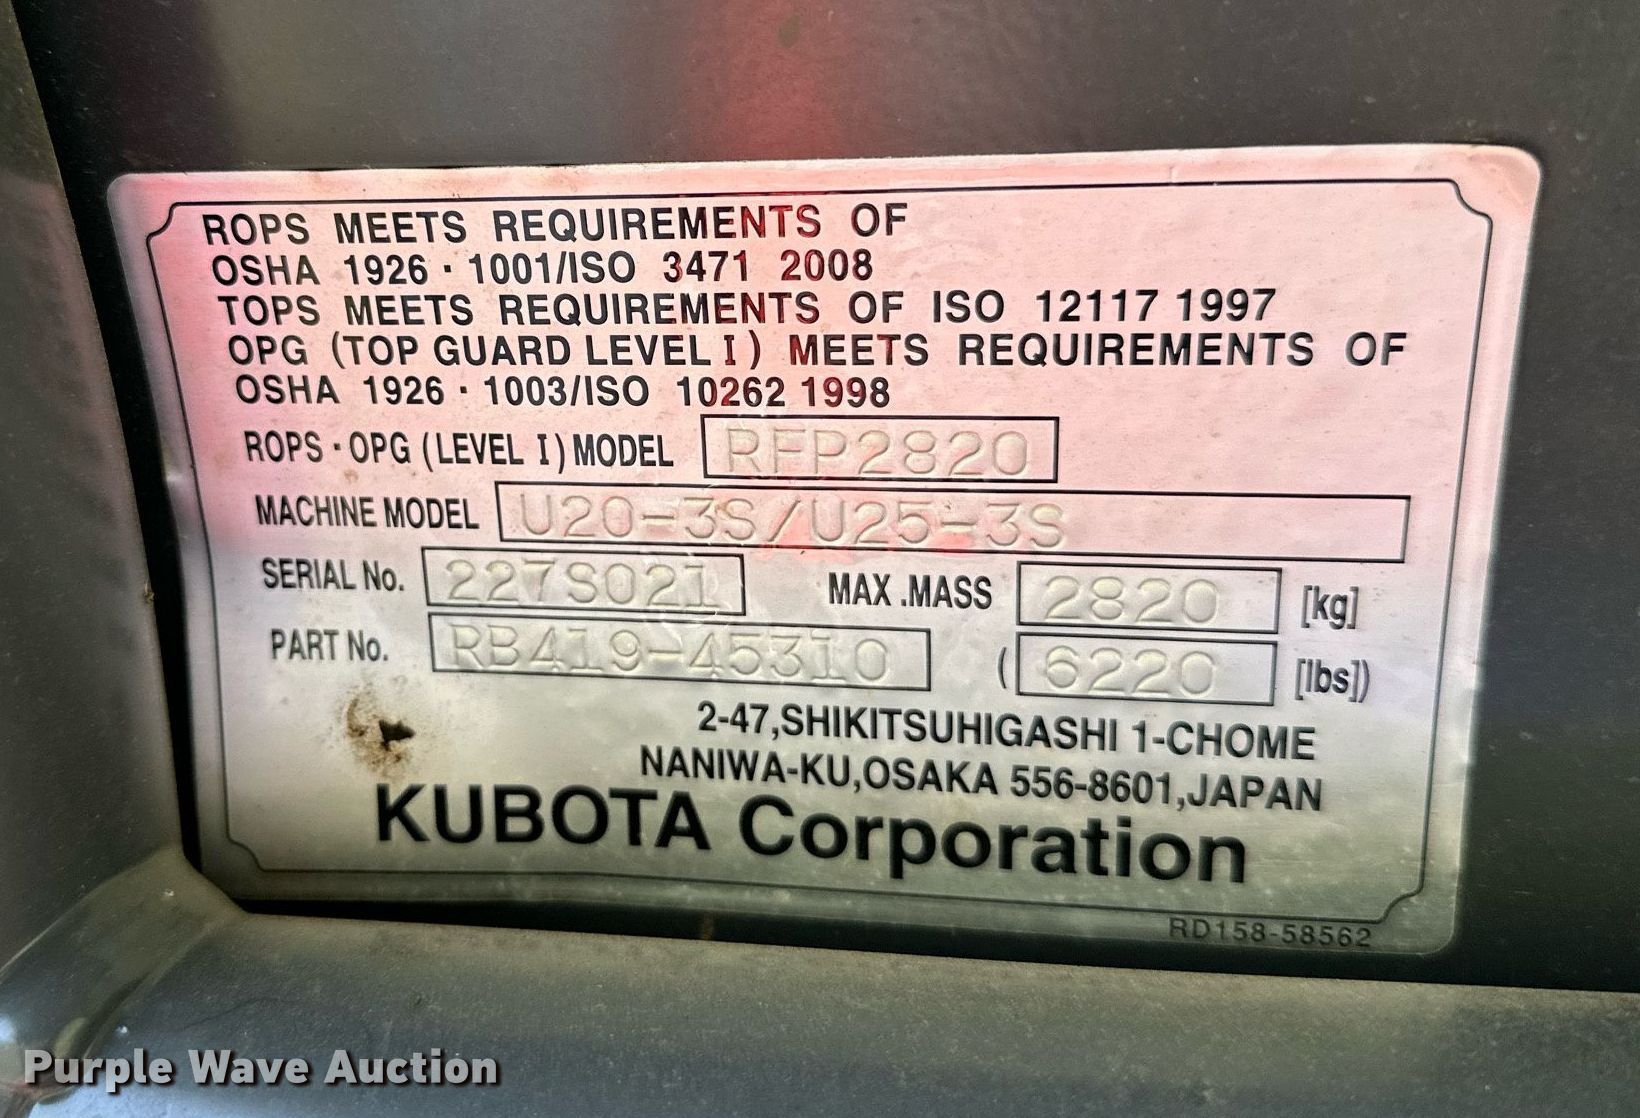 ROPS MEETS REQUIREMENTS OF
OSHA 1926 · 1001/ISO 3471 2008
TOPS MEETS REQUIREMENTS OF ISO 12117 1997
OPG (TOP GUARD LEVEL I) MEETS REQUIREMENTS OF
OSHA 1926 · 1003/ISO 10262 1998
ROPS · OPG (LEVEL I) MODEL RFP2820
MACHINE MODEL U20-3S/U25-3S
SERIAL No. 227S021 MAX .MASS 2820 [kg]
PART No. RB419-45310 (6220 [lbs])
2-47,SHIKITSUHIGASHI 1-CHOME
NANIWA-KU,OSAKA 556-8601,JAPAN
KUBOTA Corporation
RD158-58562
Purple Wave Auction